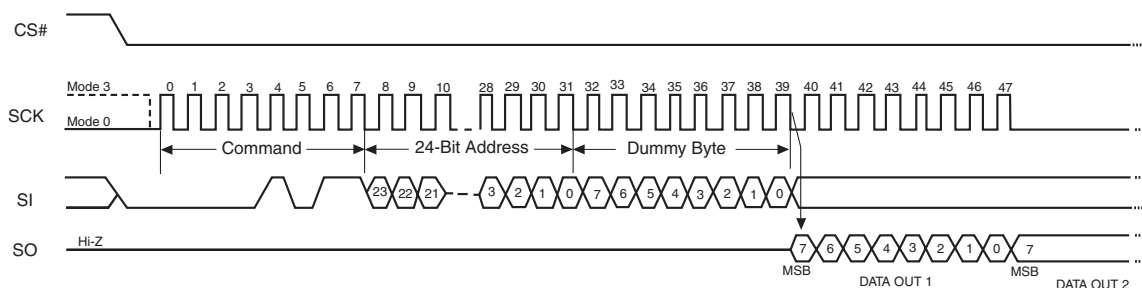 CS#
Mode 3
0 1 2 3 4 5 6 7 8 9 10 28 29 30 31 32 33 34 35 36 37 38 39 40 41 42 43 44 45 46 47
SCK
Mode 0
Command 24-Bit Address Dummy Byte
SI
23 22 21 3 2 1 0 7 6 5 4 3 2 1 0
Hi-Z
SO
7 6 5 4 3 2 1 0 7
MSB MSB
DATA OUT 1 DATA OUT 2